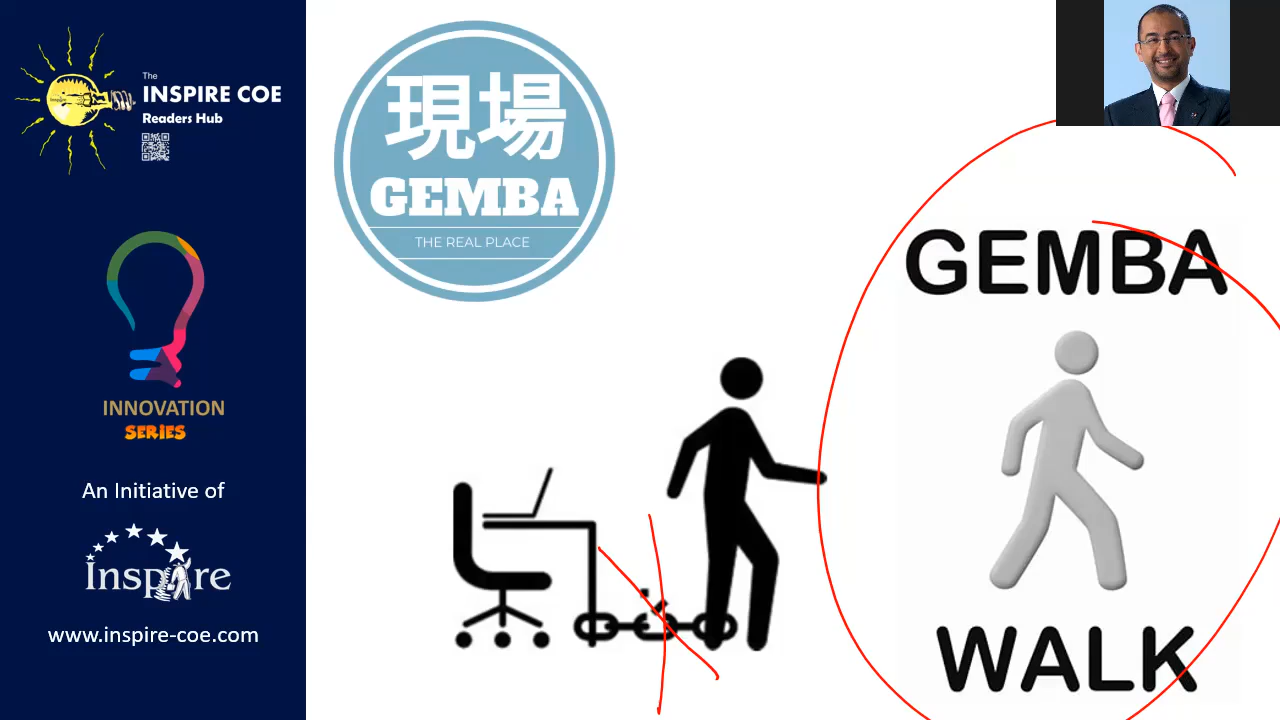 The
INSPIRE COE
Readers Hub
INNOVATION
SERIES
An Initiative of
Inspire
www.inspire-coe.com
現場
GEMBA
THE REAL PLACE
GEMBA
WALK